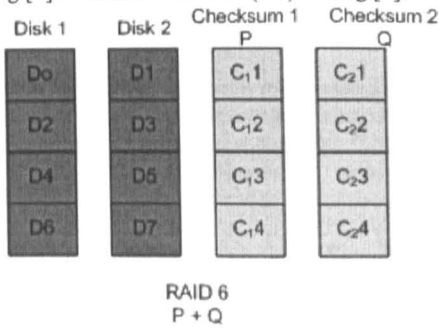 Disk 1 Disk 2 Checksum 1 Checksum 2
P Q
Do D1 C₁1 C₂1
D2 D3 C₁2 C₂2
D4 D5 C₁3 C₂3
D6 D7 C₁4 C₂4
RAID 6
P + Q